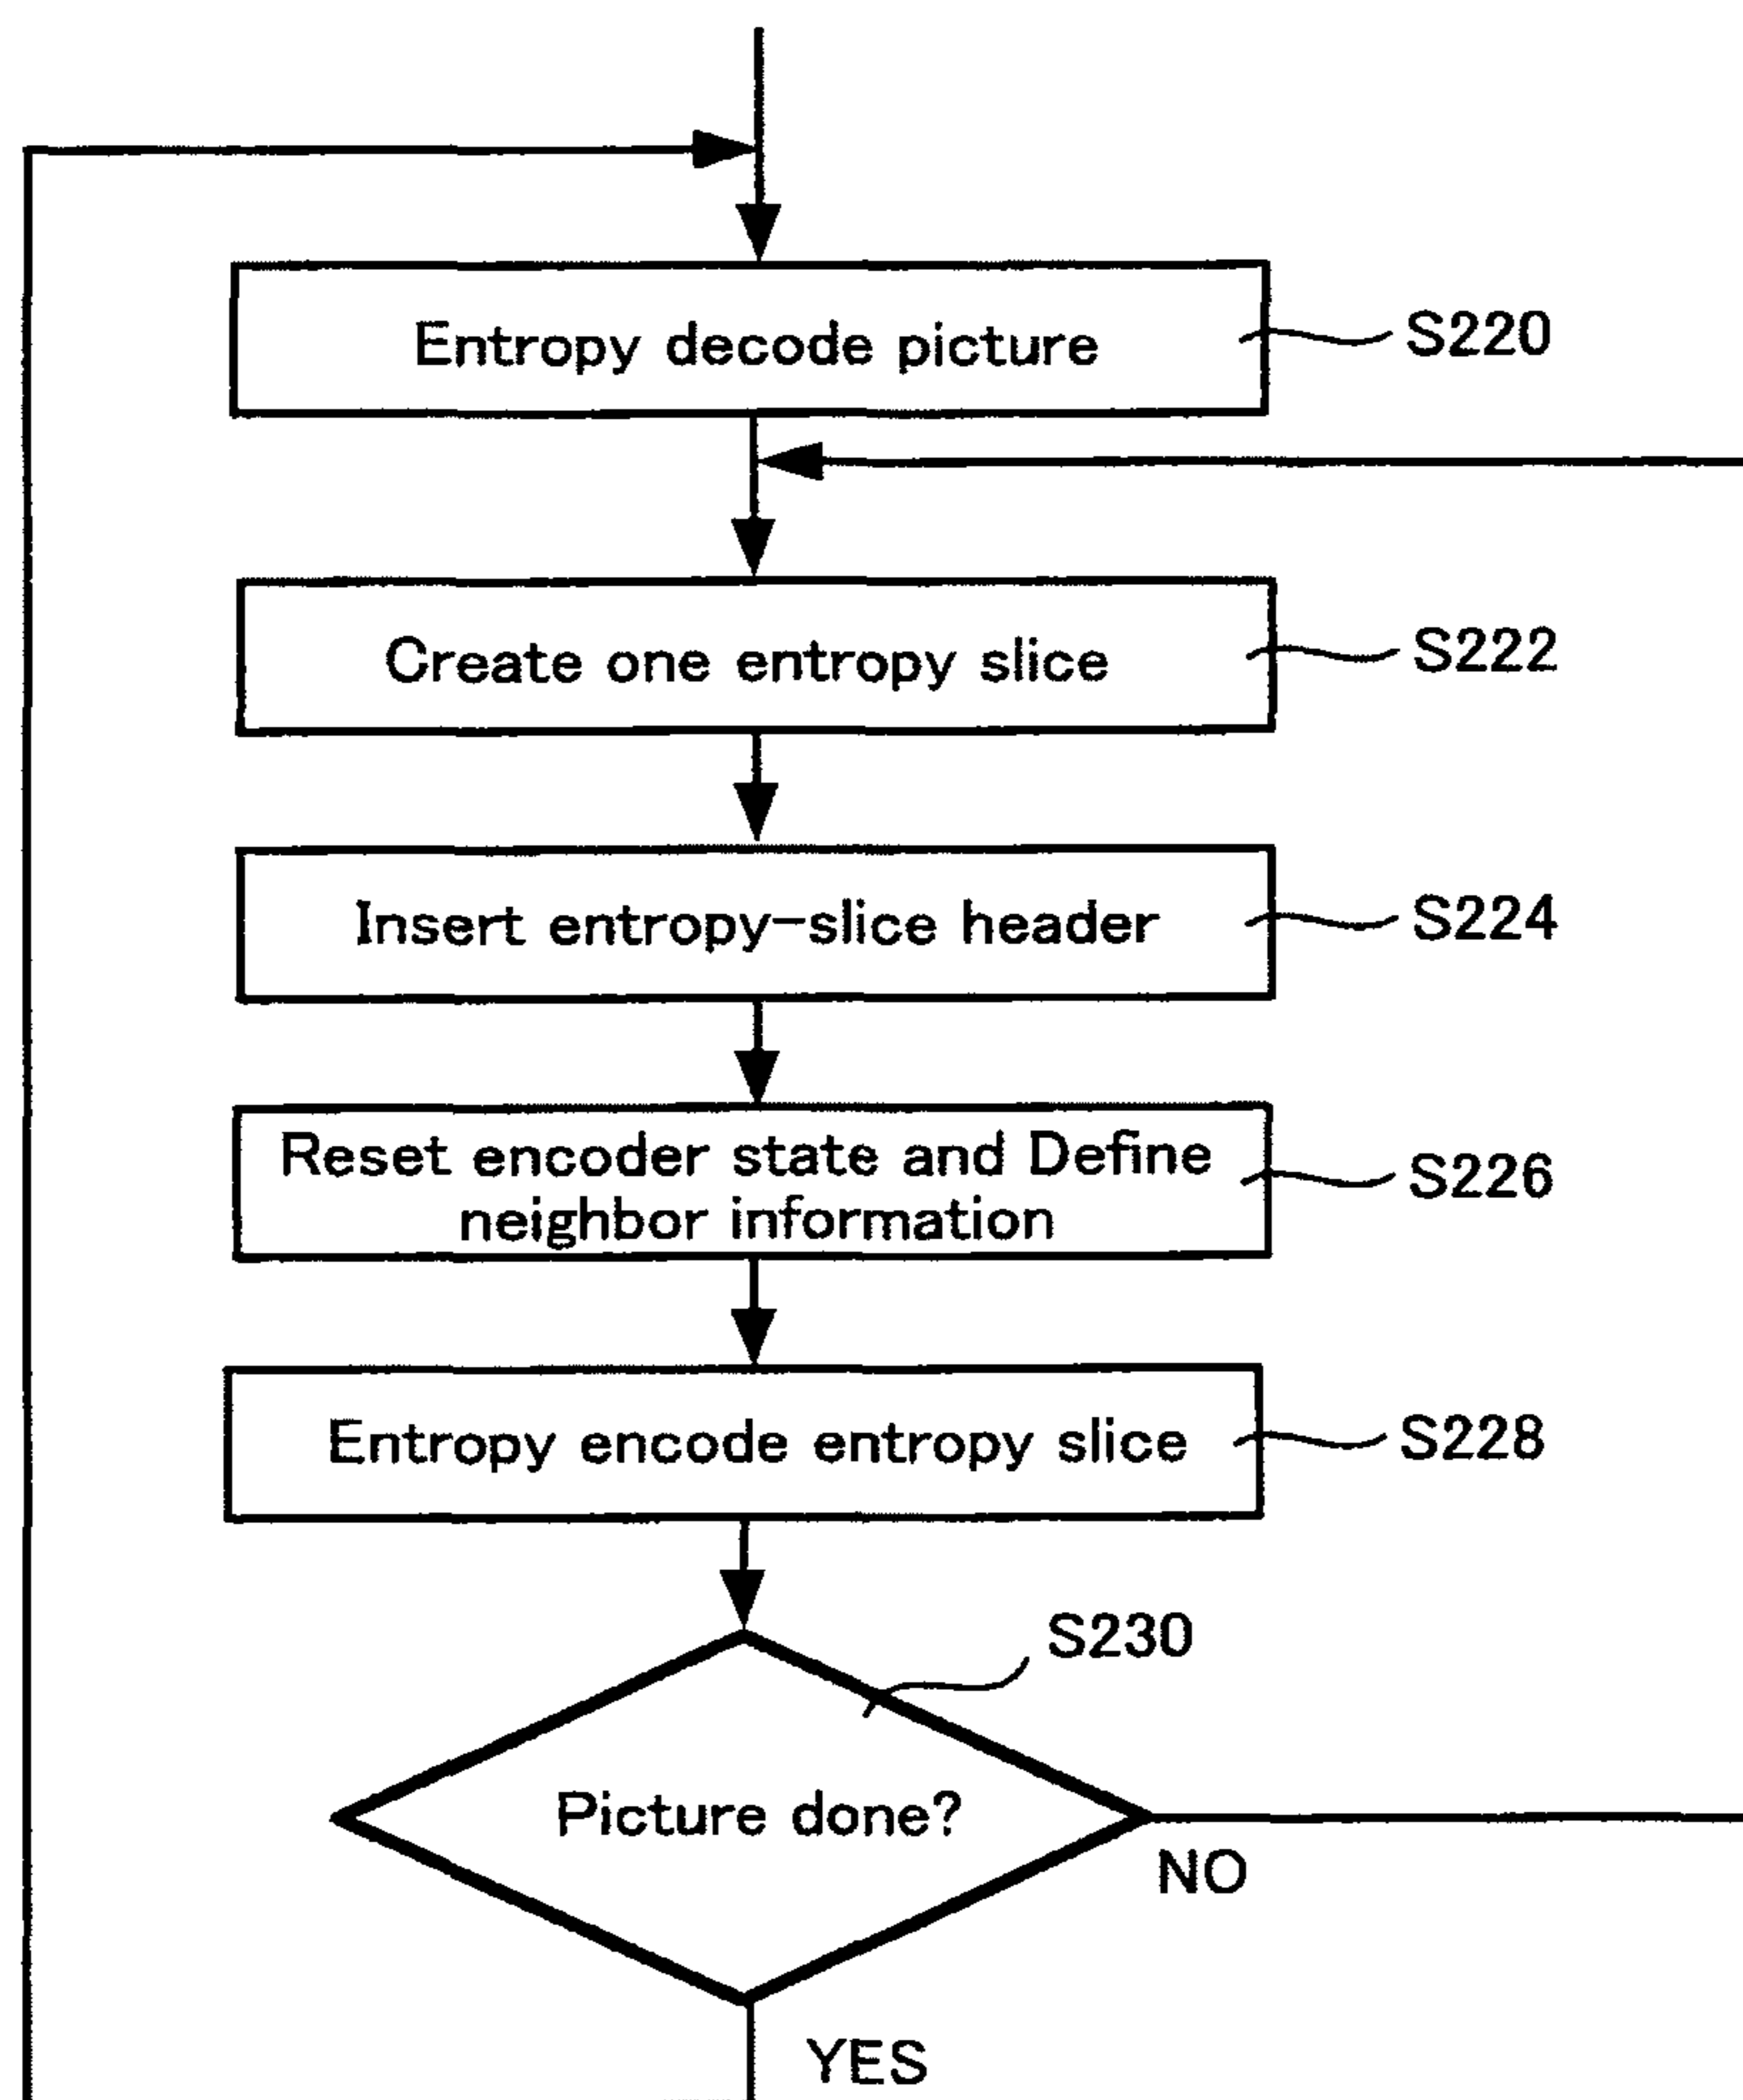 Entropy decode picture
S220
Create one entropy slice
S222
Insert entropy-slice header
S224
Reset encoder state and Define
neighbor information
S226
Entropy encode entropy slice
S228
S230
Picture done?
NO
YES